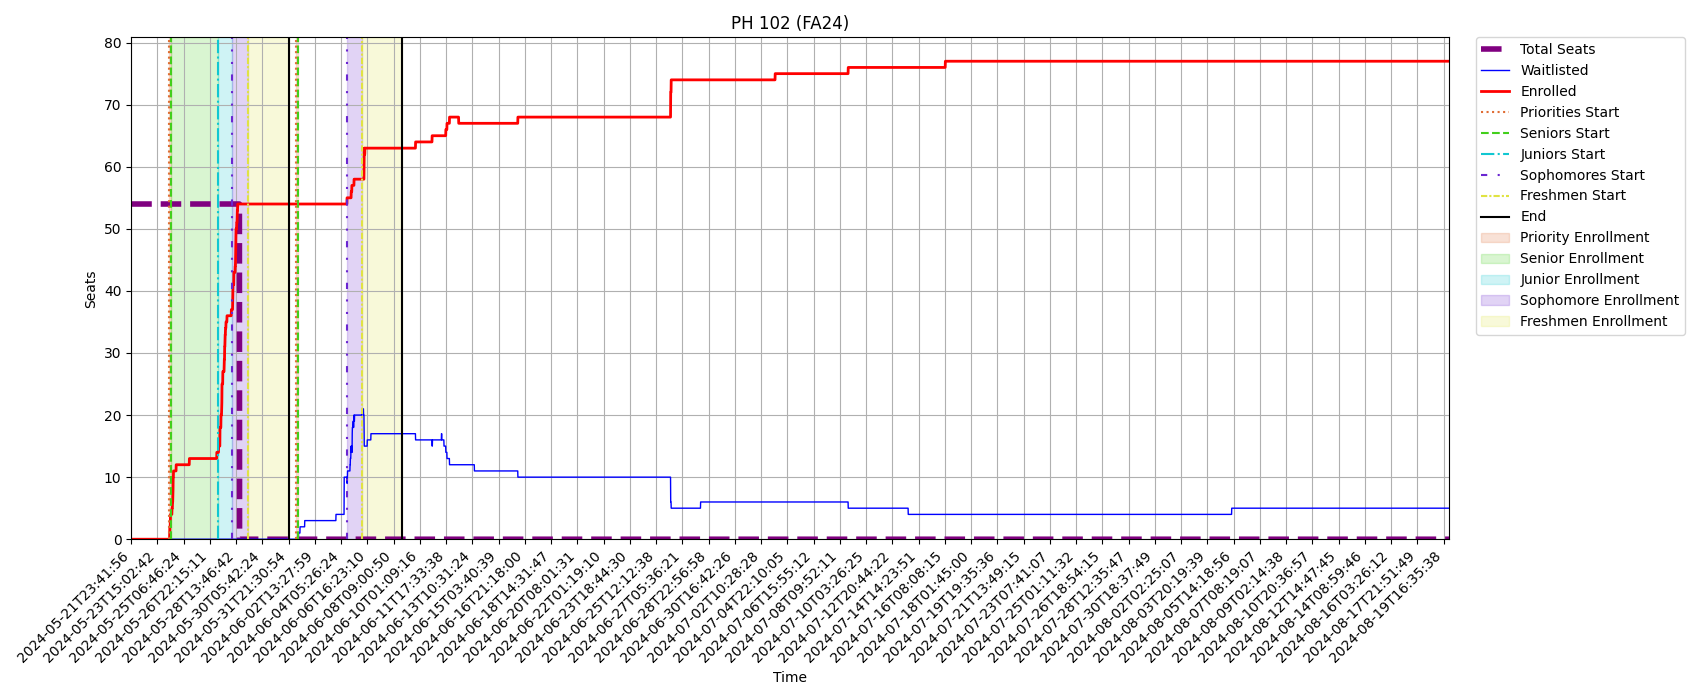 PH 102 (FA24)
Seats
80
70
60
50
40
30
20
10
0
2024-05-21T23:41:56
2024-05-23T15:02:42
2024-05-25T06:46:24
2024-05-26T22:15:11
2024-05-28T13:46:42
2024-05-30T05:42:24
2024-05-31T21:30:54
2024-06-02T13:27:59
2024-06-04T05:26:24
2024-06-06T16:23:10
2024-06-08T09:00:50
2024-06-10T01:09:16
2024-06-11T17:33:38
2024-06-13T10:31:24
2024-06-15T03:40:39
2024-06-16T21:18:00
2024-06-18T14:31:47
2024-06-20T08:01:31
2024-06-22T01:19:10
2024-06-23T18:44:30
2024-06-25T12:12:38
2024-06-27T05:36:21
2024-06-28T22:56:58
2024-06-30T16:42:26
2024-07-02T10:28:28
2024-07-04T22:10:05
2024-07-06T15:55:12
2024-07-08T09:52:11
2024-07-10T03:26:25
2024-07-12T20:44:22
2024-07-14T14:23:51
2024-07-16T08:08:15
2024-07-18T01:45:00
2024-07-19T19:35:36
2024-07-21T13:49:15
2024-07-23T07:41:07
2024-07-25T01:11:32
2024-07-26T18:54:15
2024-07-28T12:35:47
2024-07-30T18:37:49
2024-08-02T02:25:07
2024-08-03T20:19:39
2024-08-05T14:18:56
2024-08-07T08:19:07
2024-08-09T02:14:38
2024-08-10T20:36:57
2024-08-12T14:47:45
2024-08-14T08:59:46
2024-08-16T03:26:12
2024-08-17T21:51:49
2024-08-19T16:35:38
Time
Total Seats
Waitlisted
Enrolled
Priorities Start
Seniors Start
Juniors Start
Sophomores Start
Freshmen Start
End
Priority Enrollment
Senior Enrollment
Junior Enrollment
Sophomore Enrollment
Freshmen Enrollment